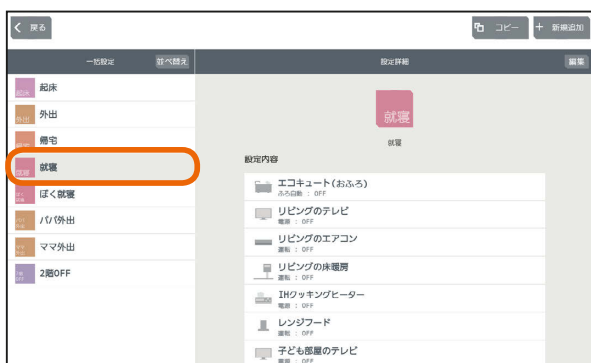 戻る
コピー
新規追加
一括設定
並べ替え
設定詳細
編集
起床
起床
外出
外出
帰宅
帰宅
就寝
就寝
ぼく就寝
パパ外出
ママ外出
2階OFF
就寝
就寝
設定内容
エコキュート(おふろ)
ふろ自動 : OFF
リビングのテレビ
電源 : OFF
リビングのエアコン
運転 : OFF
リビングの床暖房
運転 : OFF
IHクッキングヒーター
電源 : OFF
レンジフード
運転 : OFF
子ども部屋のテレビ
電源 : OFF